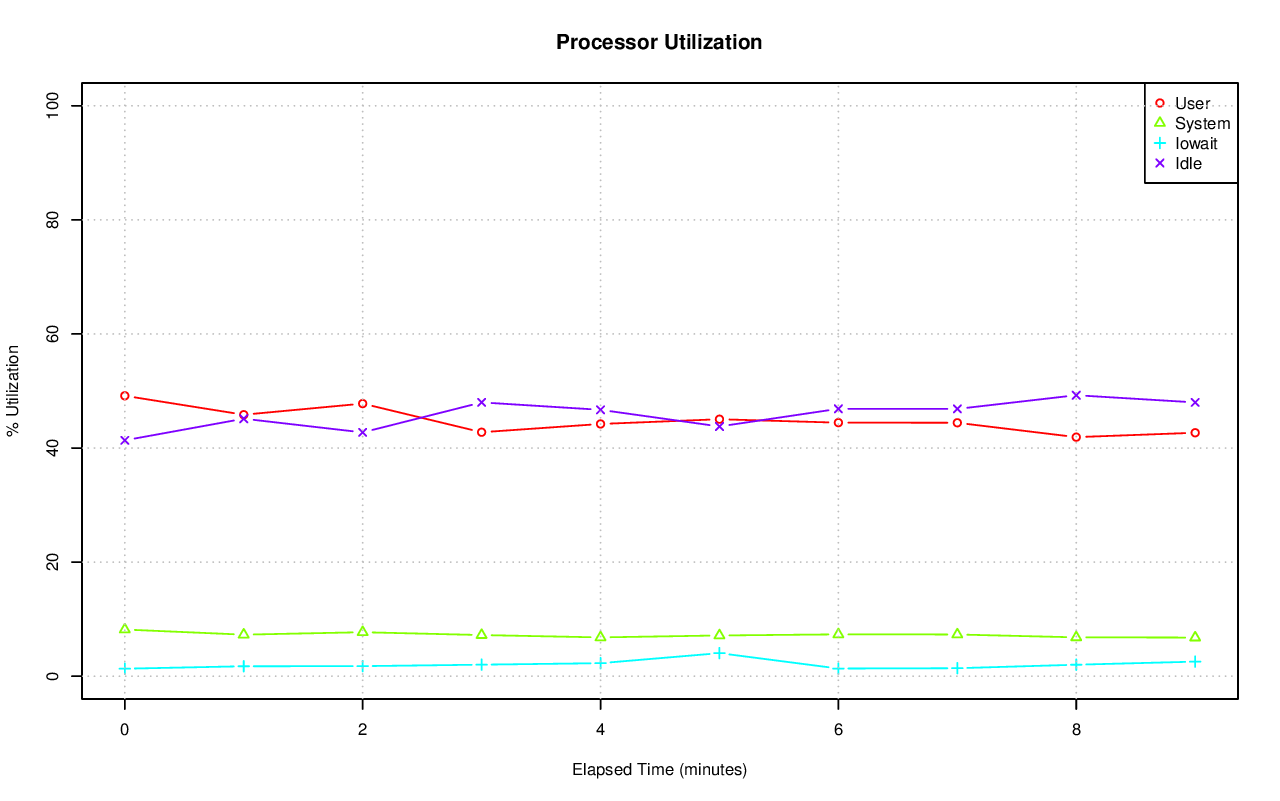 Processor Utilization
User
System
Iowait
Idle
100
80
60
40
20
0
% Utilization
0 2 4 6 8
Elapsed Time (minutes)